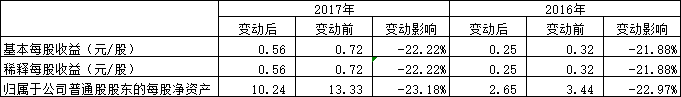 2017年 2016年
变动后 变动前 变动影响 变动后 变动前 变动影响
基本每股收益（元/股） 0.56 0.72 -22.22% 0.25 0.32 -21.88%
稀释每股收益（元/股） 0.56 0.72 -22.22% 0.25 0.32 -21.88%
归属于公司普通股股东的每股净资产 10.24 13.33 -23.18% 2.65 3.44 -22.97%